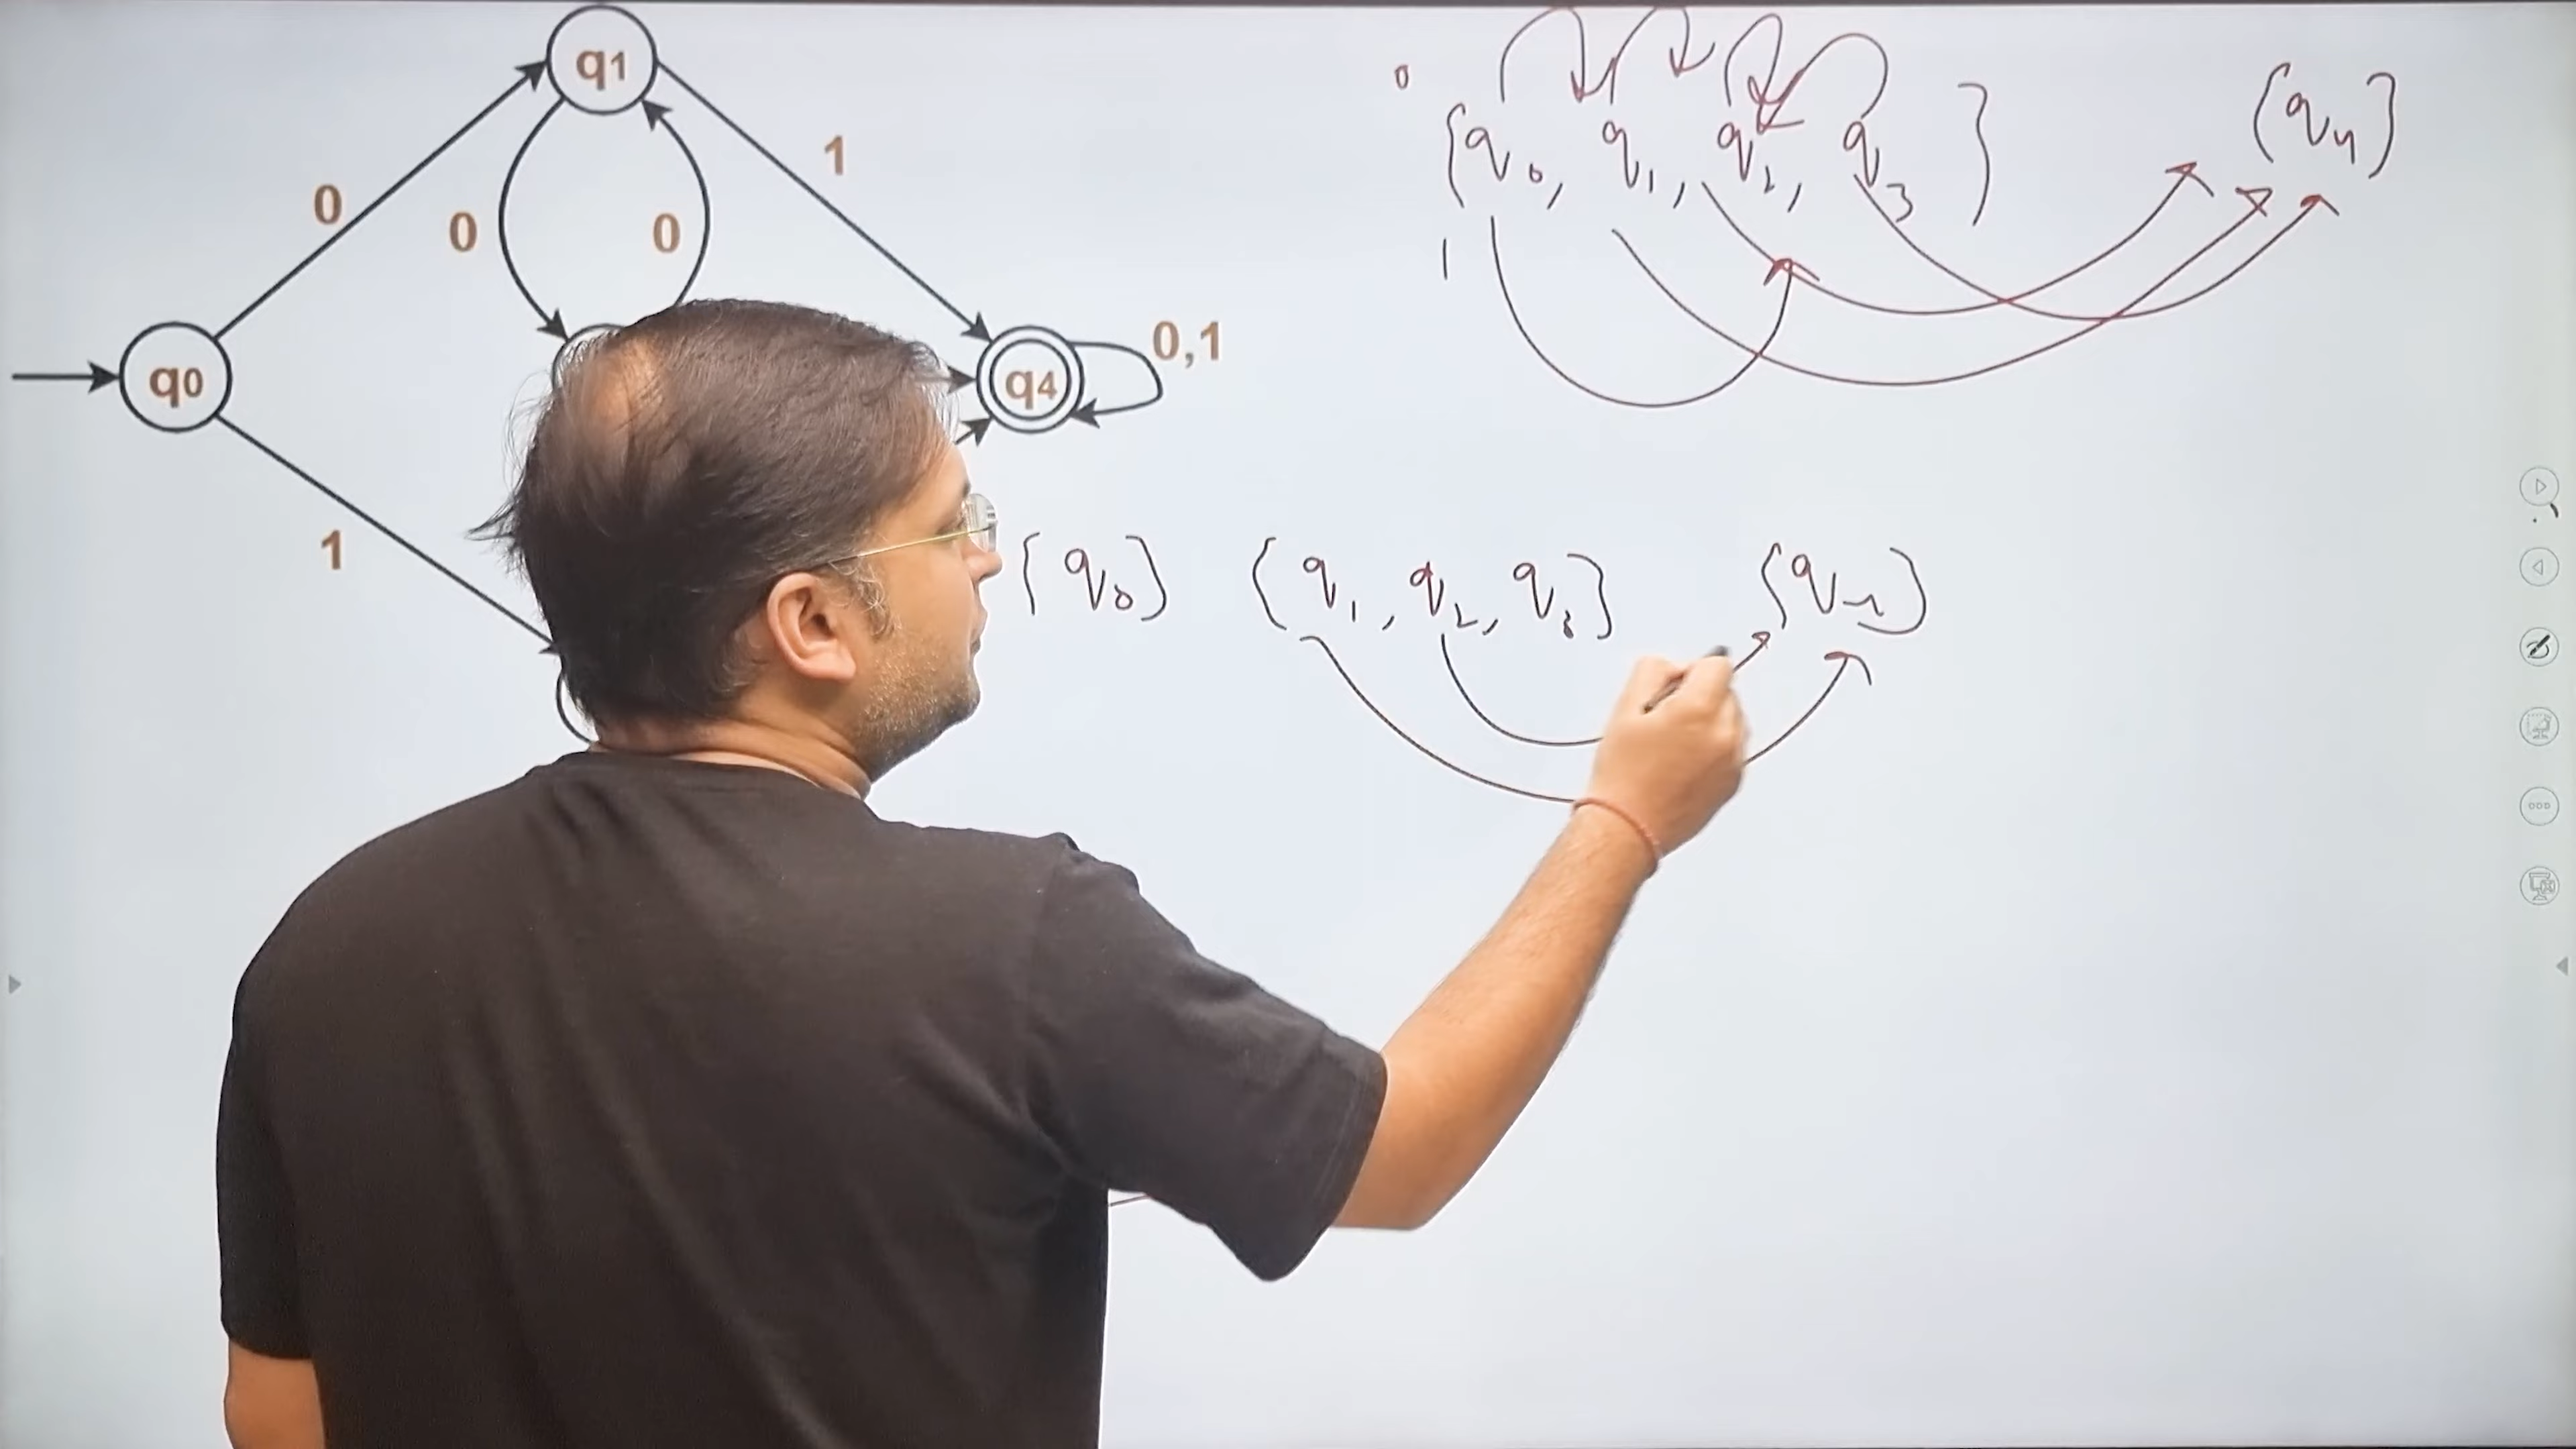 q1
0
1
0
0
0,1
q0
q4
1
0
{q0, q1, q2, q3} {q4}
1
{q0} {q1, q2, q3} {q4}